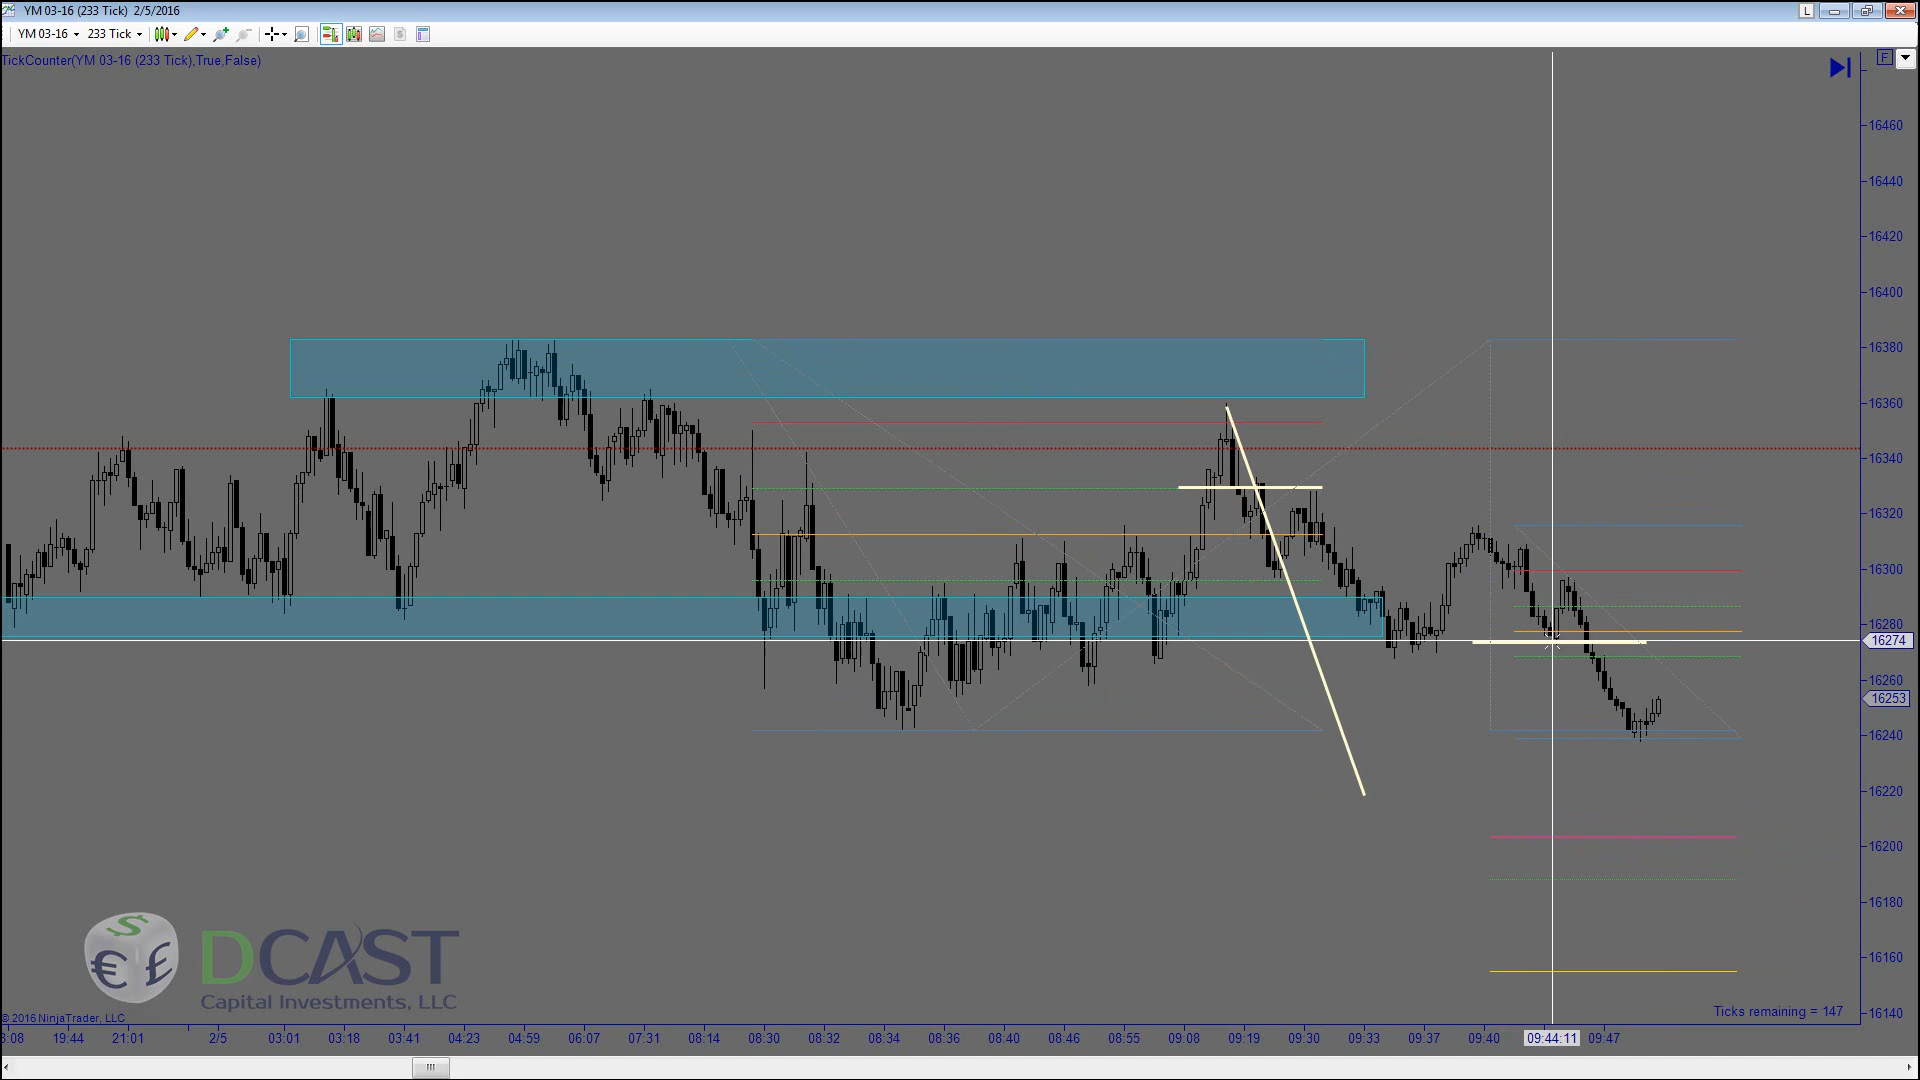 YM 03-16 (233 Tick) 2/5/2016
L
YM 03-16 233 Tick
TickCounter(YM 03-16 (233 Tick),True,False)
F
16460
16440
16420
16400
16380
16360
16340
16320
16300
16280
16274
16260
16253
16240
16220
16200
16180
16160
16140
$
€ £
DCAST
Capital Investments, LLC
© 2016 NinjaTrader, LLC
Ticks remaining = 147
3:08 19:44 21:01 2/5 03:01 03:18 03:41 04:23 04:59 06:07 07:31 08:14 08:30 08:32 08:34 08:36 08:40 08:46 08:55 09:08 09:19 09:30 09:33 09:37 09:40 09:44:11 09:47